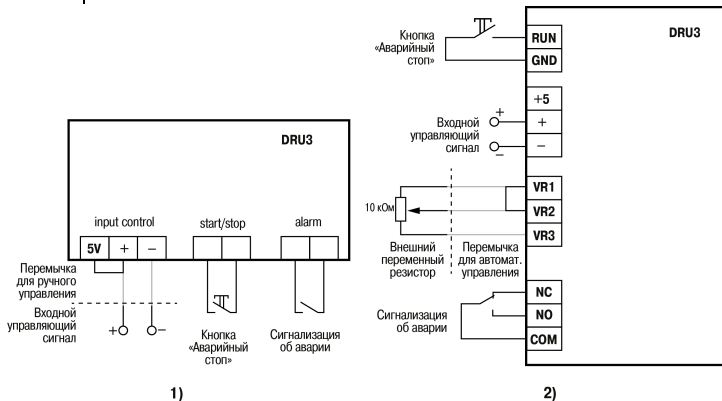 DRU3
input control
start/stop
alarm
5V
+
−
Перемычка
для ручного
управления
Входной
управляющий
сигнал
+
−
Кнопка
«Аварийный
стоп»
Сигнализация
об аварии
1)
DRU3
Кнопка
«Аварийный
стоп»
RUN
GND
+5
+
−
Входной
управляющий
сигнал
+
−
VR1
VR2
VR3
10 кОм
Внешний
переменный
резистор
Перемычка
для автомат.
управления
NC
NO
COM
Сигнализация
об аварии
2)